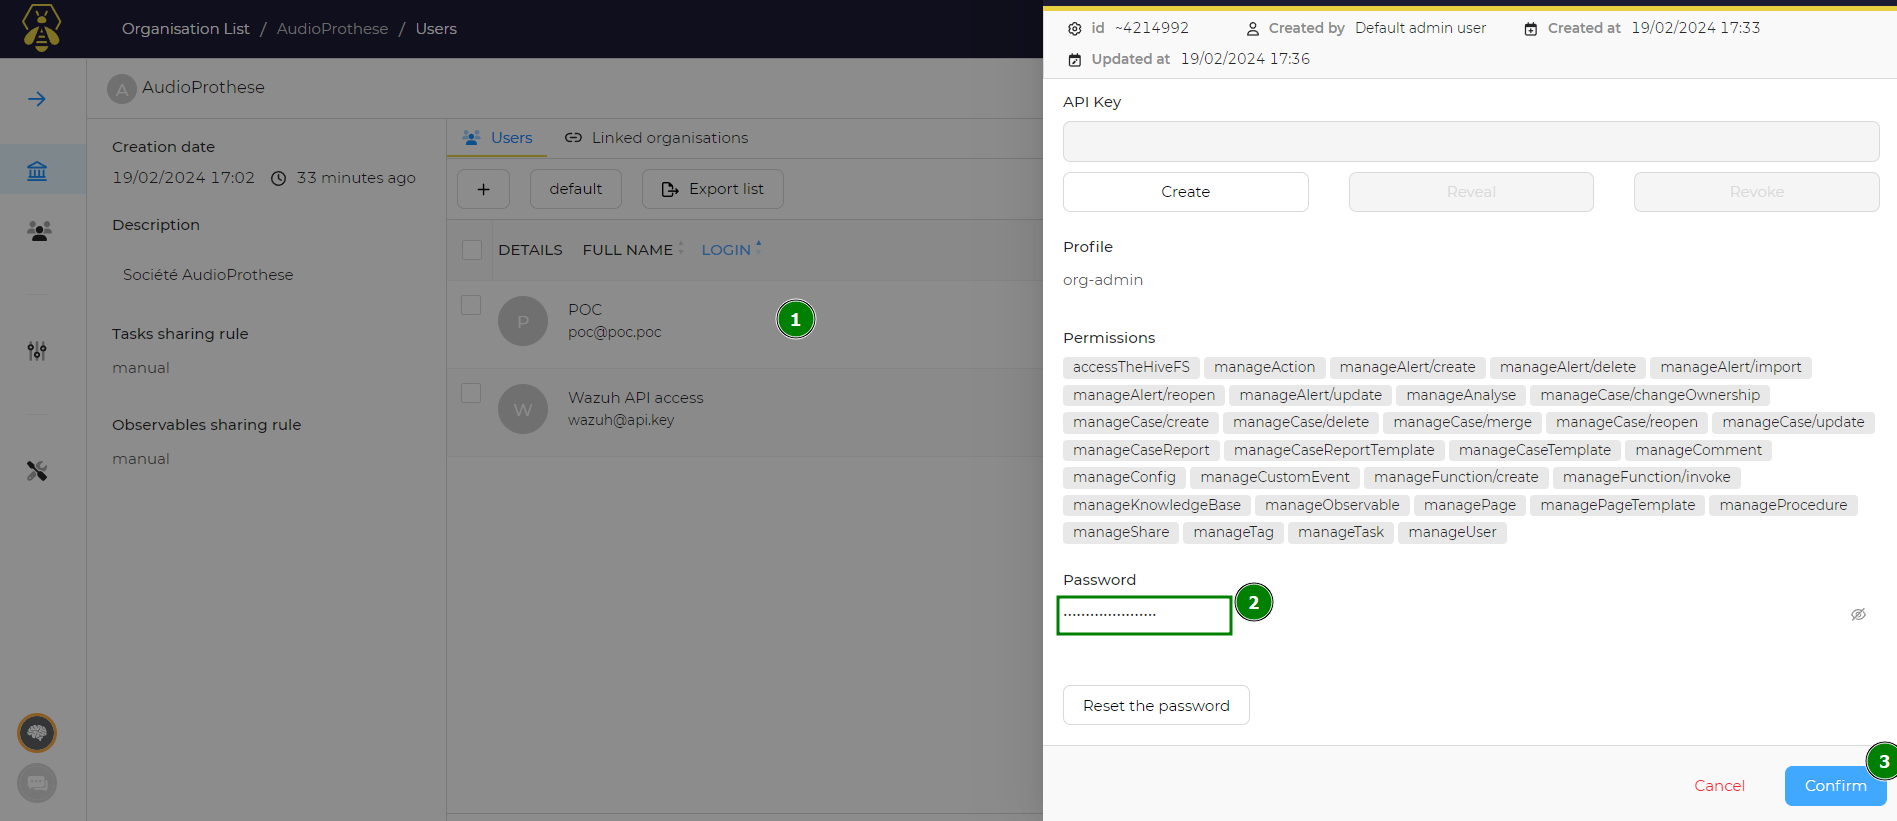 Organisation List / AudioProthese / Users
A AudioProthese
Creation date
19/02/2024 17:02 33 minutes ago
Description
Société AudioProthese
Tasks sharing rule
manual
Observables sharing rule
manual
Users Linked organisations
+ default Export list
DETAILS FULL NAME LOGIN
P
POC
poc@poc.poc
1
W
Wazuh API access
wazuh@api.key
id ~4214992 Created by Default admin user Created at 19/02/2024 17:33
Updated at 19/02/2024 17:36
API Key
Create Reveal Revoke
Profile
org-admin
Permissions
accessTheHiveFS manageAction manageAlert/create manageAlert/delete manageAlert/import
manageAlert/reopen manageAlert/update manageAnalyse manageCase/changeOwnership
manageCase/create manageCase/delete manageCase/merge manageCase/reopen manageCase/update
manageCaseReport manageCaseReportTemplate manageCaseTemplate manageComment
manageConfig manageCustomEvent manageFunction/create manageFunction/invoke
manageKnowledgeBase manageObservable managePage managePageTemplate manageProcedure
manageShare manageTag manageTask manageUser
Password
2
Reset the password
3
Cancel Confirm